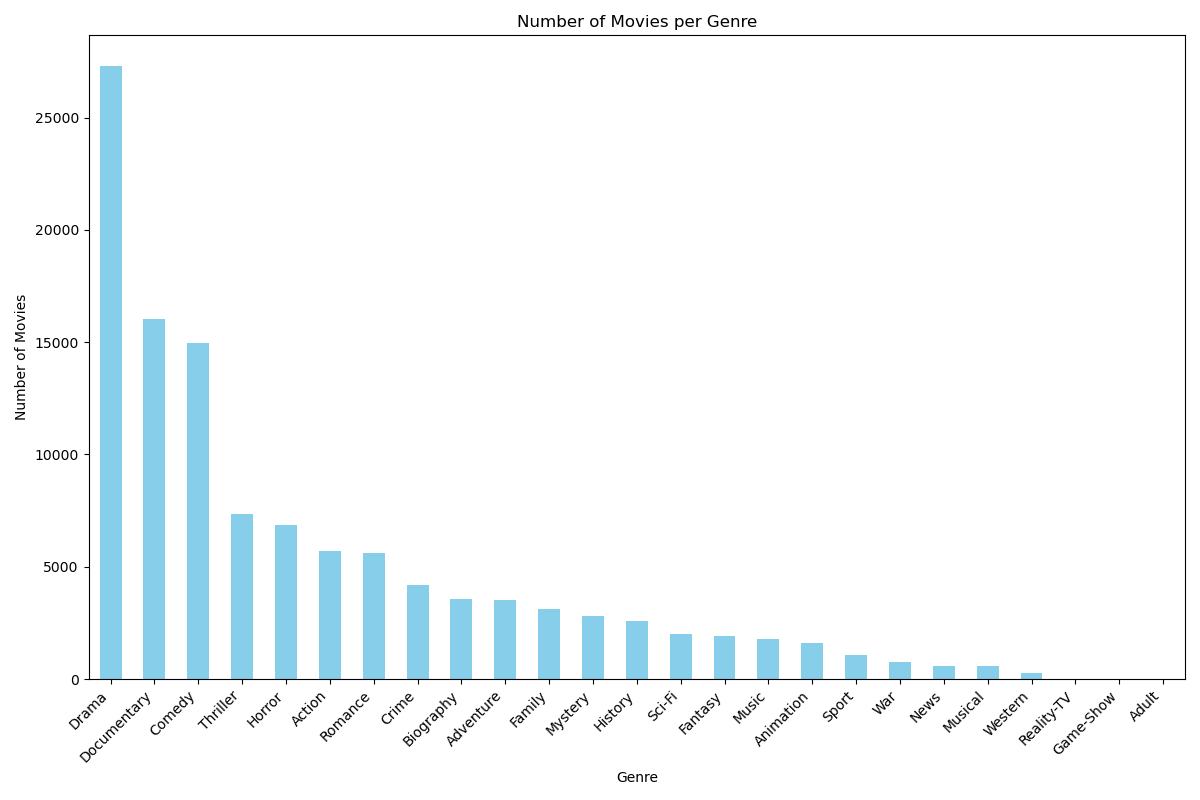 Number of Movies per Genre
Number of Movies
25000
20000
15000
10000
5000
0
Drama
Documentary
Comedy
Thriller
Horror
Action
Romance
Crime
Biography
Adventure
Family
Mystery
History
Sci-Fi
Fantasy
Music
Animation
Sport
War
News
Musical
Western
Reality-TV
Game-Show
Adult
Genre